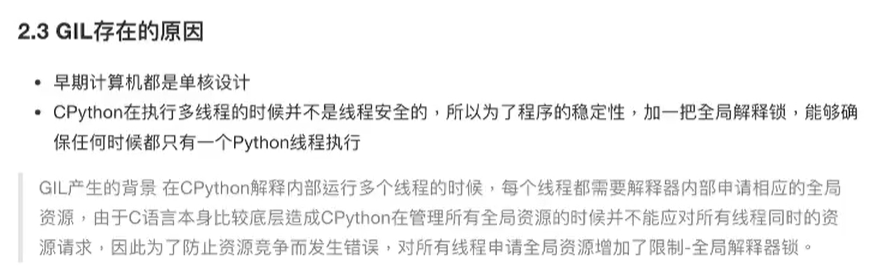 2.3 GIL存在的原因
早期计算机都是单核设计
CPython在执行多线程的时候并不是线程安全的，所以为了程序的稳定性，加一把全局解释锁，能够确
保任何时候都只有一个Python线程执行
GIL产生的背景 在CPython解释内部运行多个线程的时候，每个线程都需要解释器内部申请相应的全局
资源，由于C语言本身比较底层造成CPython在管理所有全局资源的时候并不能应对所有线程同时的资
源请求，因此为了防止资源竞争而发生错误，对所有线程申请全局资源增加了限制-全局解释器锁。